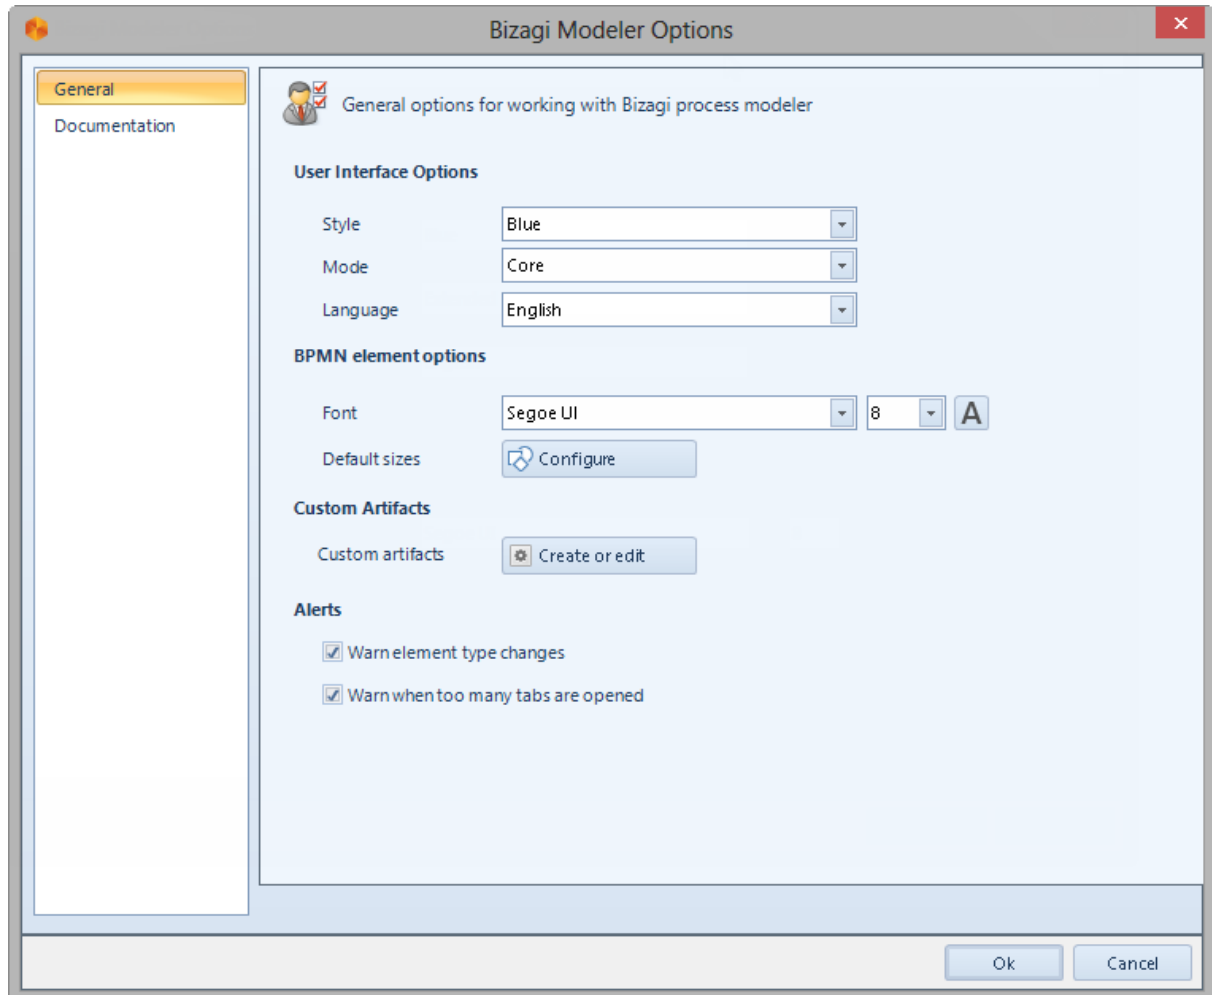 Bizagi Modeler Options
General
Documentation
General options for working with Bizagi process modeler
User Interface Options
Style Blue
Mode Core
Language English
BPMN element options
Font Segoe UI 8 A
Default sizes Configure
Custom Artifacts
Custom artifacts Create or edit
Alerts
Warn element type changes
Warn when too many tabs are opened
Ok Cancel